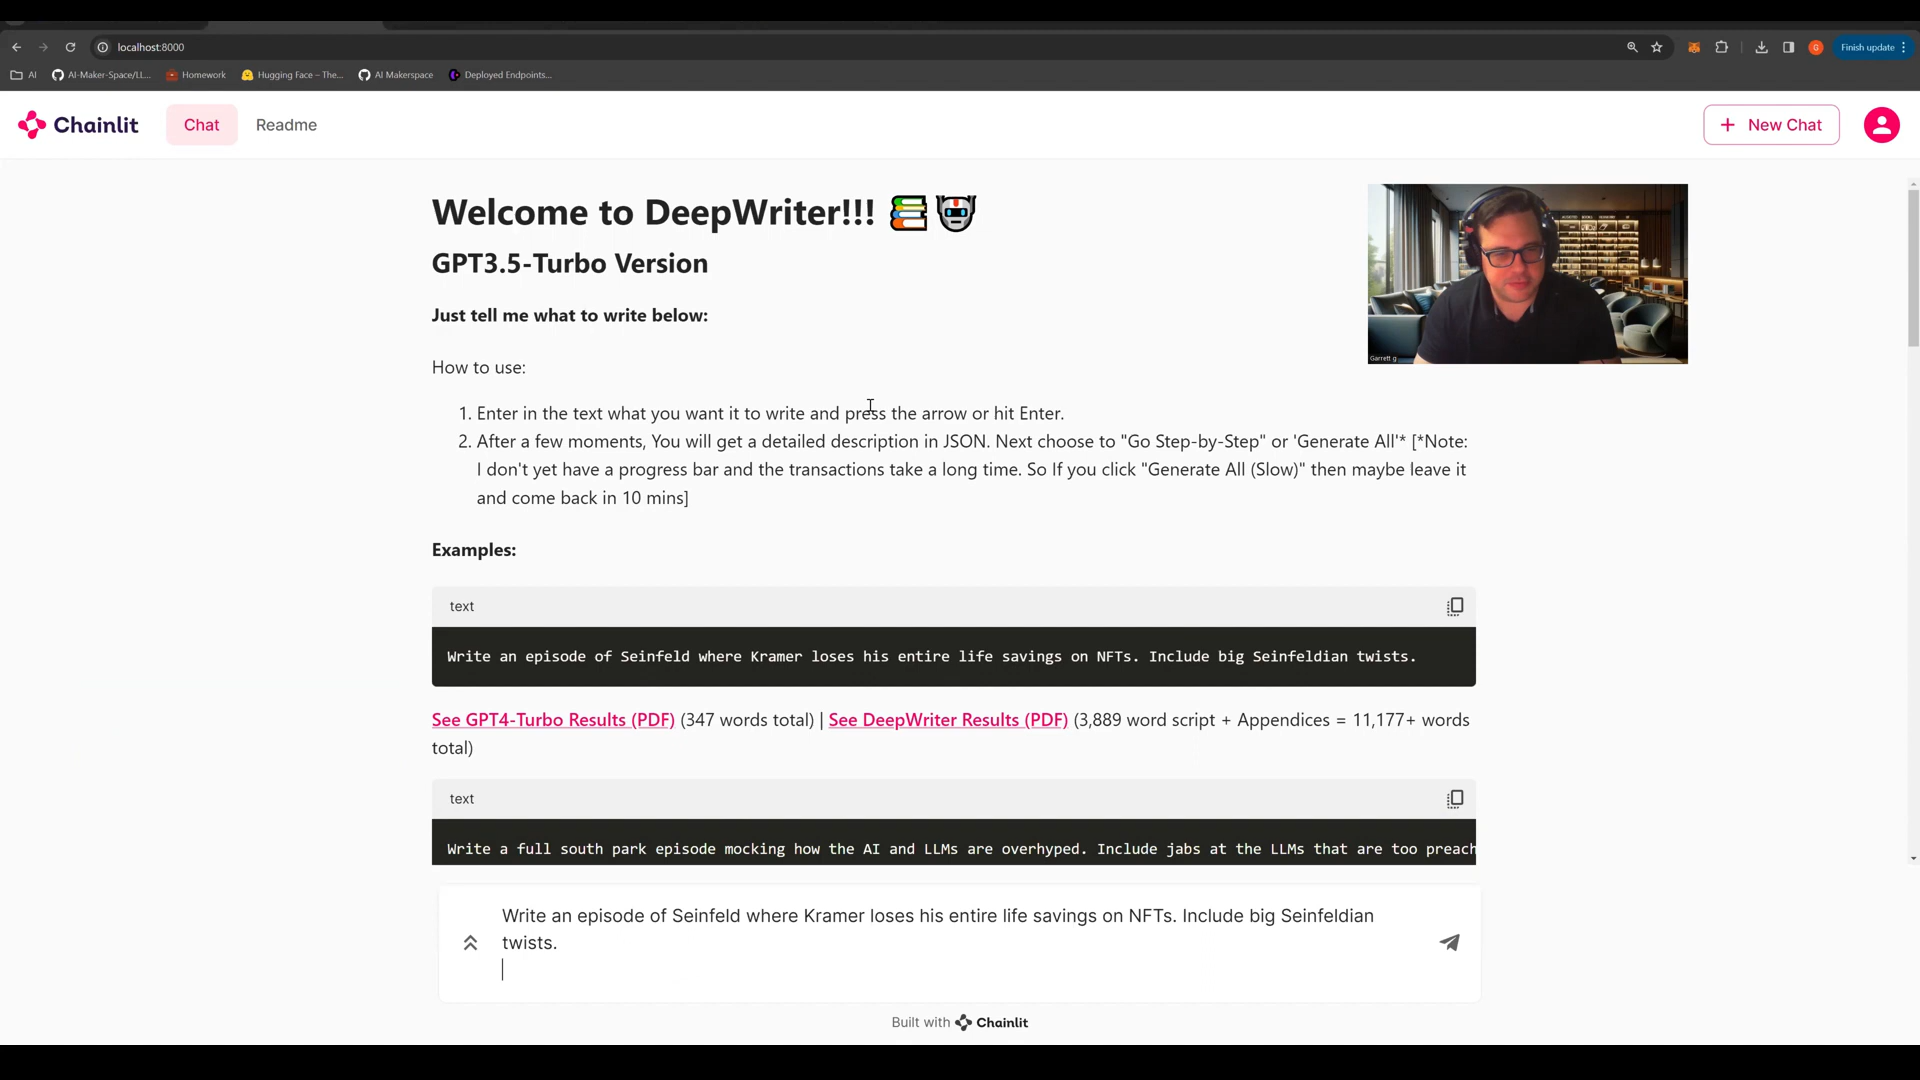 localhost:8000
Finish update
AI
AI-Maker-Space/LL...
Homework
Hugging Face – The...
AI Makerspace
Deployed Endpoints...
Chainlit
Chat
Readme
+ New Chat
Welcome to DeepWriter!!!
GPT3.5-Turbo Version
Just tell me what to write below:
How to use:
1. Enter in the text what you want it to write and press the arrow or hit Enter.
2. After a few moments, You will get a detailed description in JSON. Next choose to "Go Step-by-Step" or 'Generate All'* [*Note:
I don't yet have a progress bar and the transactions take a long time. So If you click "Generate All (Slow)" then maybe leave it
and come back in 10 mins]
Garrett g
Examples:
text
Write an episode of Seinfeld where Kramer loses his entire life savings on NFTs. Include big Seinfeldian twists.
See GPT4-Turbo Results (PDF) (347 words total) | See DeepWriter Results (PDF) (3,889 word script + Appendices = 11,177+ words
total)
text
Write a full south park episode mocking how the AI and LLMs are overhyped. Include jabs at the LLMs that are too preach
Write an episode of Seinfeld where Kramer loses his entire life savings on NFTs. Include big Seinfeldian
twists.
Built with Chainlit